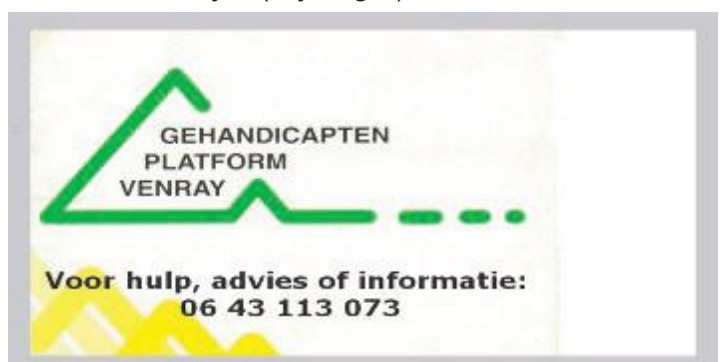 GEHANDICAPTEN
PLATFORM
VENRAY
Voor hulp, advies of informatie:
06 43 113 073